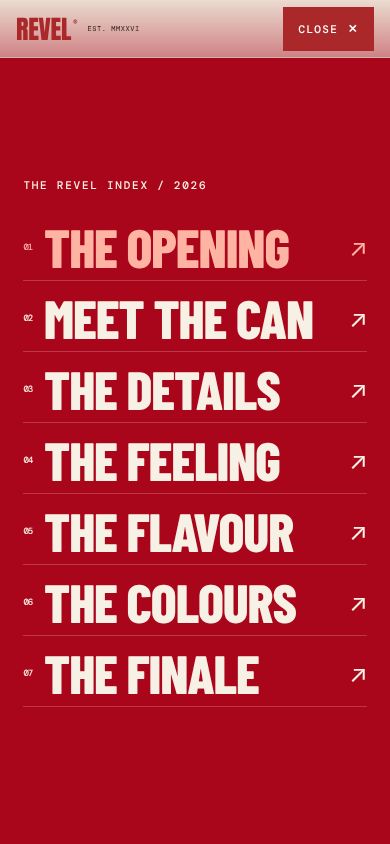 REVEL®
EST. MMXXVI
CLOSE ✕
THE REVEL INDEX / 2026
01 THE OPENING
02 MEET THE CAN
03 THE DETAILS
04 THE FEELING
05 THE FLAVOUR
06 THE COLOURS
07 THE FINALE